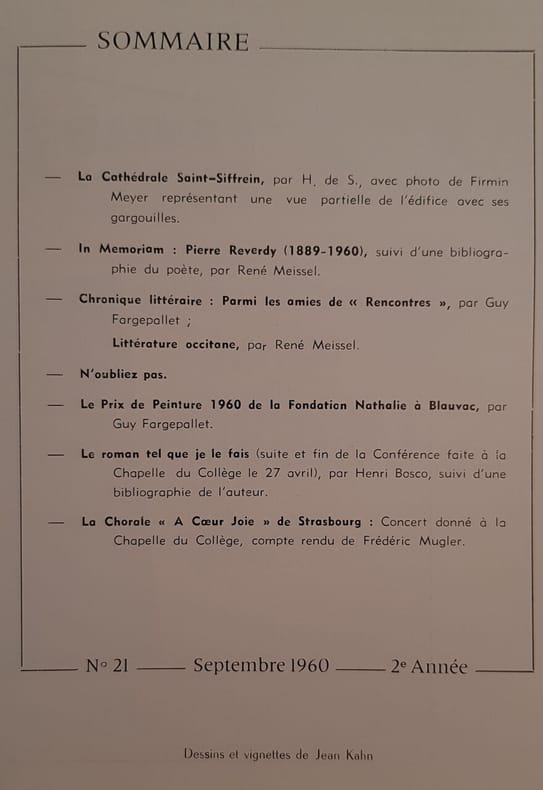 SOMMAIRE
— La Cathédrale Saint-Siffrein, par H. de S., avec photo de Firmin
Meyer représentant une vue partielle de l'édifice avec ses
gargouilles.
— In Memoriam : Pierre Reverdy (1889-1960), suivi d'une bibliogra-
phie du poète, par René Meissel.
— Chronique littéraire : Parmi les amies de « Rencontres », par Guy
Fargepallet ;
Littérature occitane, par René Meissel.
— N'oubliez pas.
— Le Prix de Peinture 1960 de la Fondation Nathalie à Blauvac, par
Guy Fargepallet.
— Le roman tel que je le fais (suite et fin de la Conférence faite à la
Chapelle du Collège le 27 avril), par Henri Bosco, suivi d'une
bibliographie de l'auteur.
— La Chorale « A Cœur Joie » de Strasbourg : Concert donné à la
Chapelle du Collège, compte rendu de Frédéric Mugler.
No 21 — Septembre 1960 — 2e Année
Dessins et vignettes de Jean Kahn